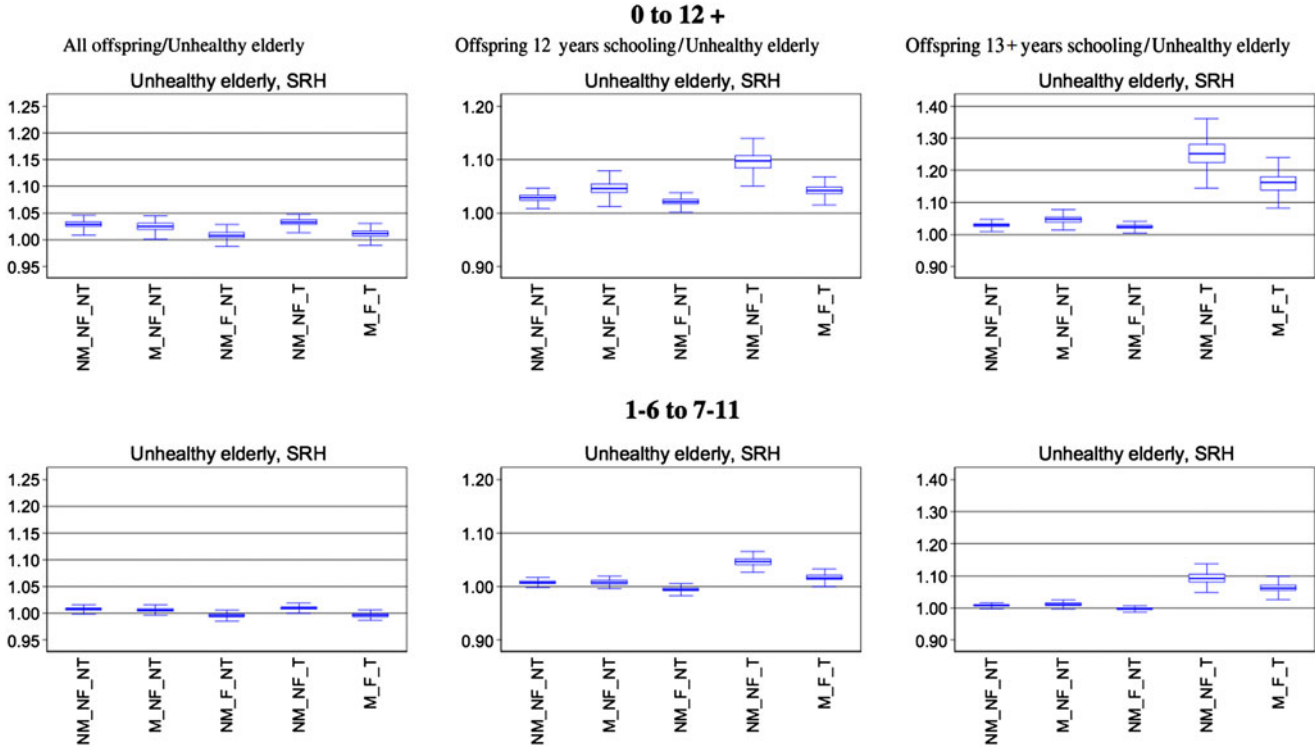 0 to 12 +
All offspring/Unhealthy elderly
Offspring 12 years schooling/Unhealthy elderly
Offspring 13+ years schooling/Unhealthy elderly
Unhealthy elderly, SRH
1.25
1.20
1.15
1.10
1.05
1.00
0.95
NM_NF_NT
M_NF_NT
NM_F_NT
NM_NF_T
M_F_T
Unhealthy elderly, SRH
1.20
1.10
1.00
0.90
NM_NF_NT
M_NF_NT
NM_F_NT
NM_NF_T
M_F_T
Unhealthy elderly, SRH
1.40
1.30
1.20
1.10
1.00
0.90
NM_NF_NT
M_NF_NT
NM_F_NT
NM_NF_T
M_F_T
1-6 to 7-11
Unhealthy elderly, SRH
1.25
1.20
1.15
1.10
1.05
1.00
0.95
NM_NF_NT
M_NF_NT
NM_F_NT
NM_NF_T
M_F_T
Unhealthy elderly, SRH
1.20
1.10
1.00
0.90
NM_NF_NT
M_NF_NT
NM_F_NT
NM_NF_T
M_F_T
Unhealthy elderly, SRH
1.40
1.30
1.20
1.10
1.00
0.90
NM_NF_NT
M_NF_NT
NM_F_NT
NM_NF_T
M_F_T